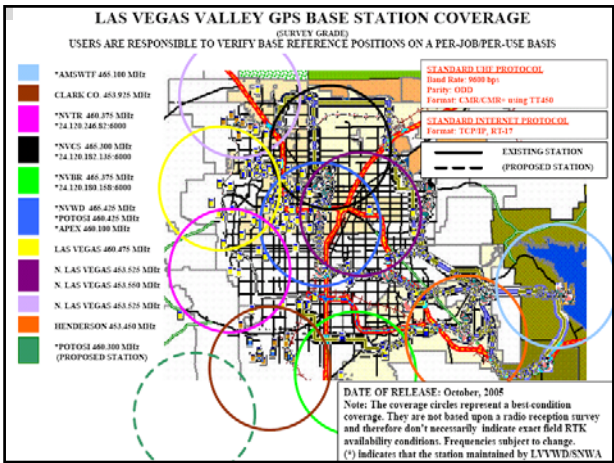 LAS VEGAS VALLEY GPS BASE STATION COVERAGE
(SURVEY GRADE)
USERS ARE RESPONSIBLE TO VERIFY BASE REFERENCE POSITIONS ON A PER-JOB/PER-USE BASIS
*AMSWTF 465.100 MHz
CLARK CO. 453.925 MHz
*NVTR 460.375 MHz
*24.120.246.82:6000
*NVCS 465.300 MHz
*24.120.182.136:6000
*NVBR 465.375 MHz
*24.120.180.158:6000
*NVWD 465.425 MHz
*POTOSI 460.425 MHz
*APEX 460.100 MHz
LAS VEGAS 460.475 MHz
N. LAS VEGAS 453.525 MHz
N. LAS VEGAS 453.550 MHz
N. LAS VEGAS 453.525 MHz
HENDERSON 453.450 MHz
*POTOSI 460.300 MHz
(PROPOSED STATION)
STANDARD UHF PROTOCOL
Baud Rate: 9600 bps
Parity: ODD
Format: CMR/CMR+ using TT450
STANDARD INTERNET PROTOCOL
Format: TCP/IP, RT-17
EXISTING STATION
(PROPOSED STATION)
DATE OF RELEASE: October, 2005
Note: The coverage circles represent a best-condition
coverage. They are not based upon a radio reception survey
and therefore don't necessarily indicate exact field RTK
availability conditions. Frequencies subject to change.
(*) indicates that the station maintained by LVVWD/SNWA